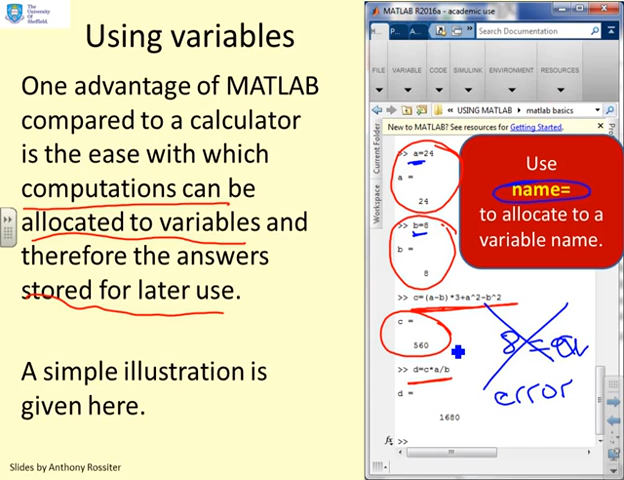 The
University
Of
Sheffield.
Using variables
One advantage of MATLAB
compared to a calculator
is the ease with which
computations can be
allocated to variables and
therefore the answers
stored for later use.
A simple illustration is
given here.
Slides by Anthony Rossiter
MATLAB R2016a - academic use
Search Documentation
FILE VARIABLE CODE SIMULINK ENVIRONMENT RESOURCES
USING MATLAB matlab basics
New to MATLAB? See resources for Getting Started.
Current Folder
Workspace
>> a=24
a =
24
>> b=8
b =
8
>> c=(a-b)*3+a^2-b^2
c =
560
>> d=c*a/b
d =
1680
fx >>
Use
name=
to allocate to a
variable name.
8=a
error